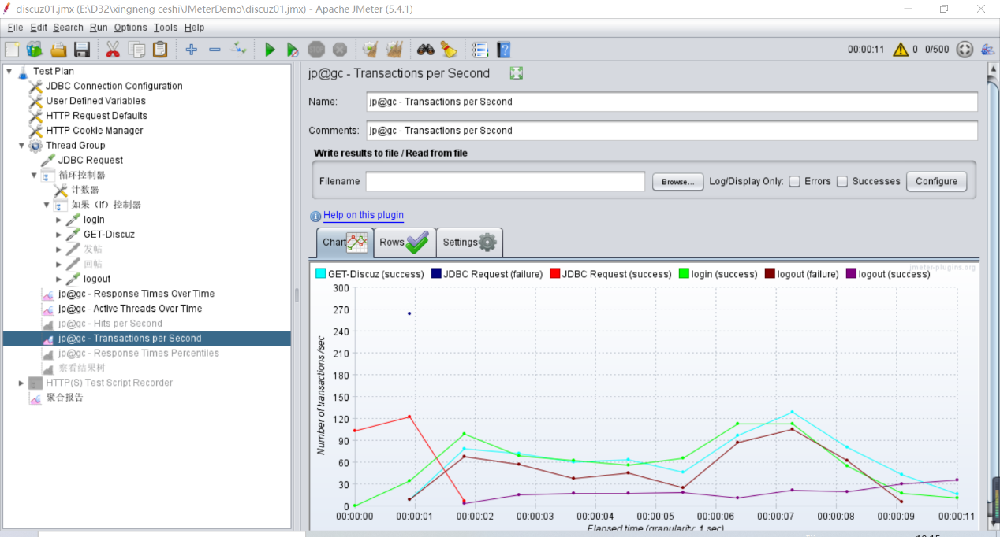 discuz01.jmx (E:\D32\xingneng ceshi\JMeterDemo\discuz01.jmx) - Apache JMeter (5.4.1)
File Edit Search Run Options Tools Help
00:00:11 0 0/500
Test Plan
JDBC Connection Configuration
User Defined Variables
HTTP Request Defaults
HTTP Cookie Manager
Thread Group
JDBC Request
循环控制器
计数器
如果（If）控制器
login
GET-Discuz
发帖
回帖
logout
jp@gc - Response Times Over Time
jp@gc - Active Threads Over Time
jp@gc - Hits per Second
jp@gc - Transactions per Second
jp@gc - Response Times Percentiles
察看结果树
HTTP(S) Test Script Recorder
聚合报告
jp@gc - Transactions per Second
Name: jp@gc - Transactions per Second
Comments: jp@gc - Transactions per Second
Write results to file / Read from file
Filename Browse... Log/Display Only: Errors Successes Configure
Help on this plugin
Chart Rows Settings
jmeter-plugins.org
GET-Discuz (success) JDBC Request (failure) JDBC Request (success) login (success) logout (failure) logout (success)
300
270
240
210
180
150
120
90
60
30
0
Number of transactions /sec
00:00:00 00:00:01 00:00:02 00:00:03 00:00:04 00:00:05 00:00:06 00:00:07 00:00:08 00:00:09 00:00:11
Elapsed time (granularity: 1 sec)